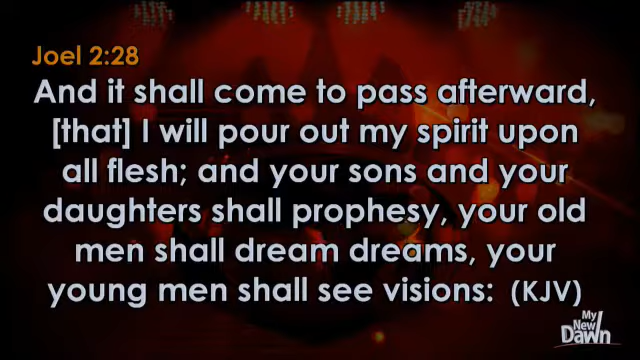 Joel 2:28
And it shall come to pass afterward,
[that] I will pour out my spirit upon
all flesh; and your sons and your
daughters shall prophesy, your old
men shall dream dreams, your
young men shall see visions: (KJV)
My
New
Dawn